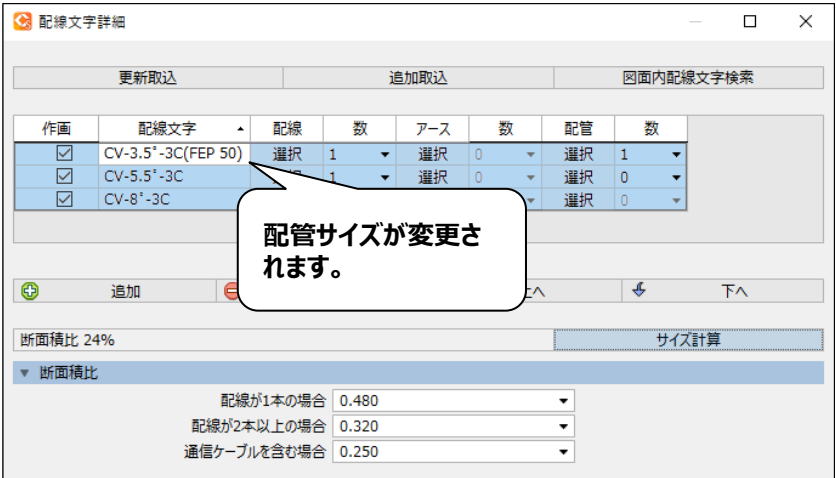 配線文字詳細
更新取込 追加取込 図面内配線文字検索
作画 配線文字 配線 数 アース 数 配管 数
CV-3.5°-3C(FEP 50) 選択 1 選択 0 選択 1
CV-5.5°-3C 1 選択 0 選択 0
CV-8°-3C 選択 0
配管サイズが変更さ
れます。
追加 下へ
断面積比 24% サイズ計算
断面積比
配線が1本の場合 0.480
配線が2本以上の場合 0.320
通信ケーブルを含む場合 0.250